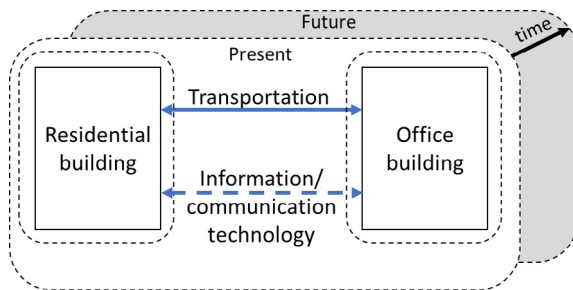 Future
time
Present
Transportation
Residential
building
Office
building
Information/
communication
technology